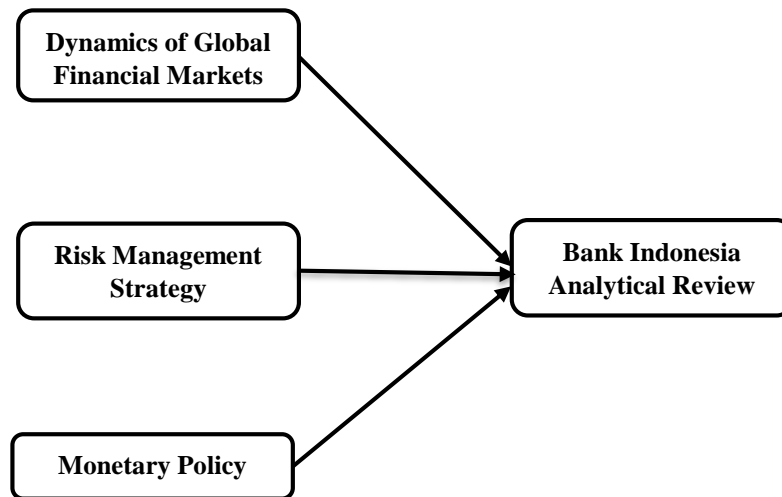 Dynamics of Global
Financial Markets
Risk Management
Strategy
Bank Indonesia
Analytical Review
Monetary Policy